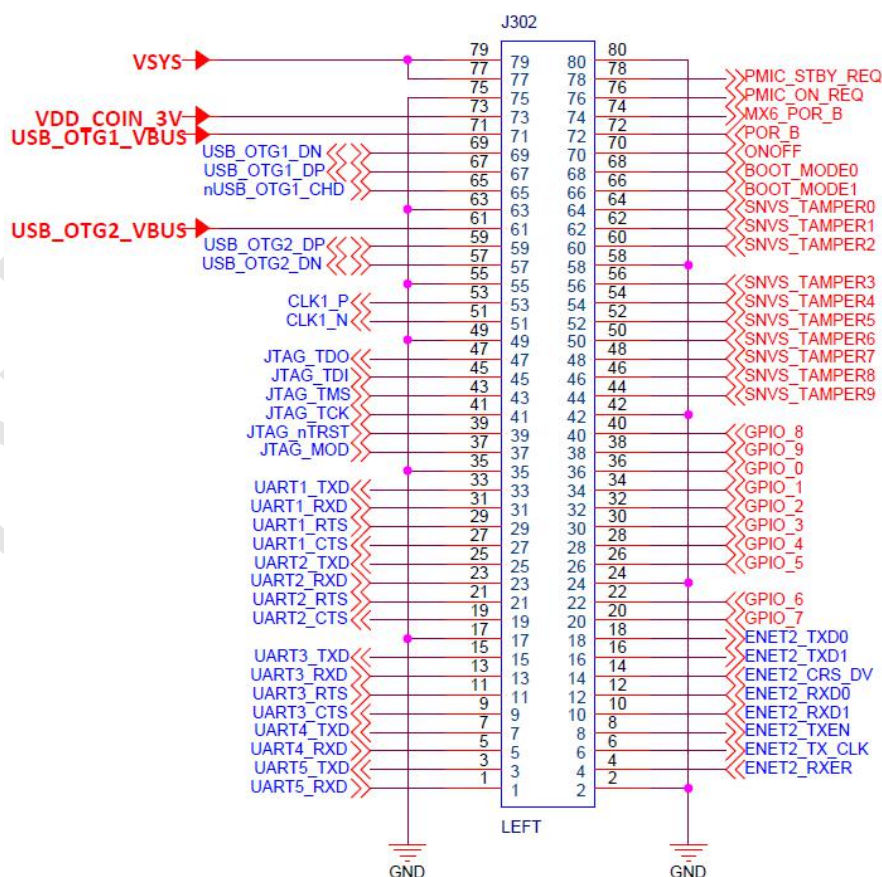 J302
VSYS 79 79 80 80
77 77 78 78 PMIC_STBY_REQ
75 75 76 76 PMIC_ON_REQ
VDD_COIN_3V 73 73 74 74 MX6_POR_B
USB_OTG1_VBUS 71 71 72 72 POR_B
USB_OTG1_DN 69 69 70 70 ONOFF
USB_OTG1_DP 67 67 68 68 BOOT_MODE0
nUSB_OTG1_CHD 65 65 66 66 BOOT_MODE1
63 63 64 64 SNVS_TAMPER0
USB_OTG2_VBUS 61 61 62 62 SNVS_TAMPER1
USB_OTG2_DP 59 59 60 60 SNVS_TAMPER2
USB_OTG2_DN 57 57 58 58
55 55 56 56 SNVS_TAMPER3
CLK1_P 53 53 54 54 SNVS_TAMPER4
CLK1_N 51 51 52 52 SNVS_TAMPER5
49 49 50 50 SNVS_TAMPER6
JTAG_TDO 47 47 48 48 SNVS_TAMPER7
JTAG_TDI 45 45 46 46 SNVS_TAMPER8
JTAG_TMS 43 43 44 44 SNVS_TAMPER9
JTAG_TCK 41 41 42 42
JTAG_nTRST 39 39 40 40 GPIO_8
JTAG_MOD 37 37 38 38 GPIO_9
35 35 36 36 GPIO_0
UART1_TXD 33 33 34 34 GPIO_1
UART1_RXD 31 31 32 32 GPIO_2
UART1_RTS 29 29 30 30 GPIO_3
UART1_CTS 27 27 28 28 GPIO_4
UART2_TXD 25 25 26 26 GPIO_5
UART2_RXD 23 23 24 24
UART2_RTS 21 21 22 22 GPIO_6
UART2_CTS 19 19 20 20 GPIO_7
17 17 18 18 ENET2_TXD0
UART3_TXD 15 15 16 16 ENET2_TXD1
UART3_RXD 13 13 14 14 ENET2_CRS_DV
UART3_RTS 11 11 12 12 ENET2_RXD0
UART3_CTS 9 9 10 10 ENET2_RXD1
UART4_TXD 7 7 8 8 ENET2_TXEN
UART4_RXD 5 5 6 6 ENET2_TX_CLK
UART5_TXD 3 3 4 4 ENET2_RXER
UART5_RXD 1 1 2 2
LEFT
GND GND